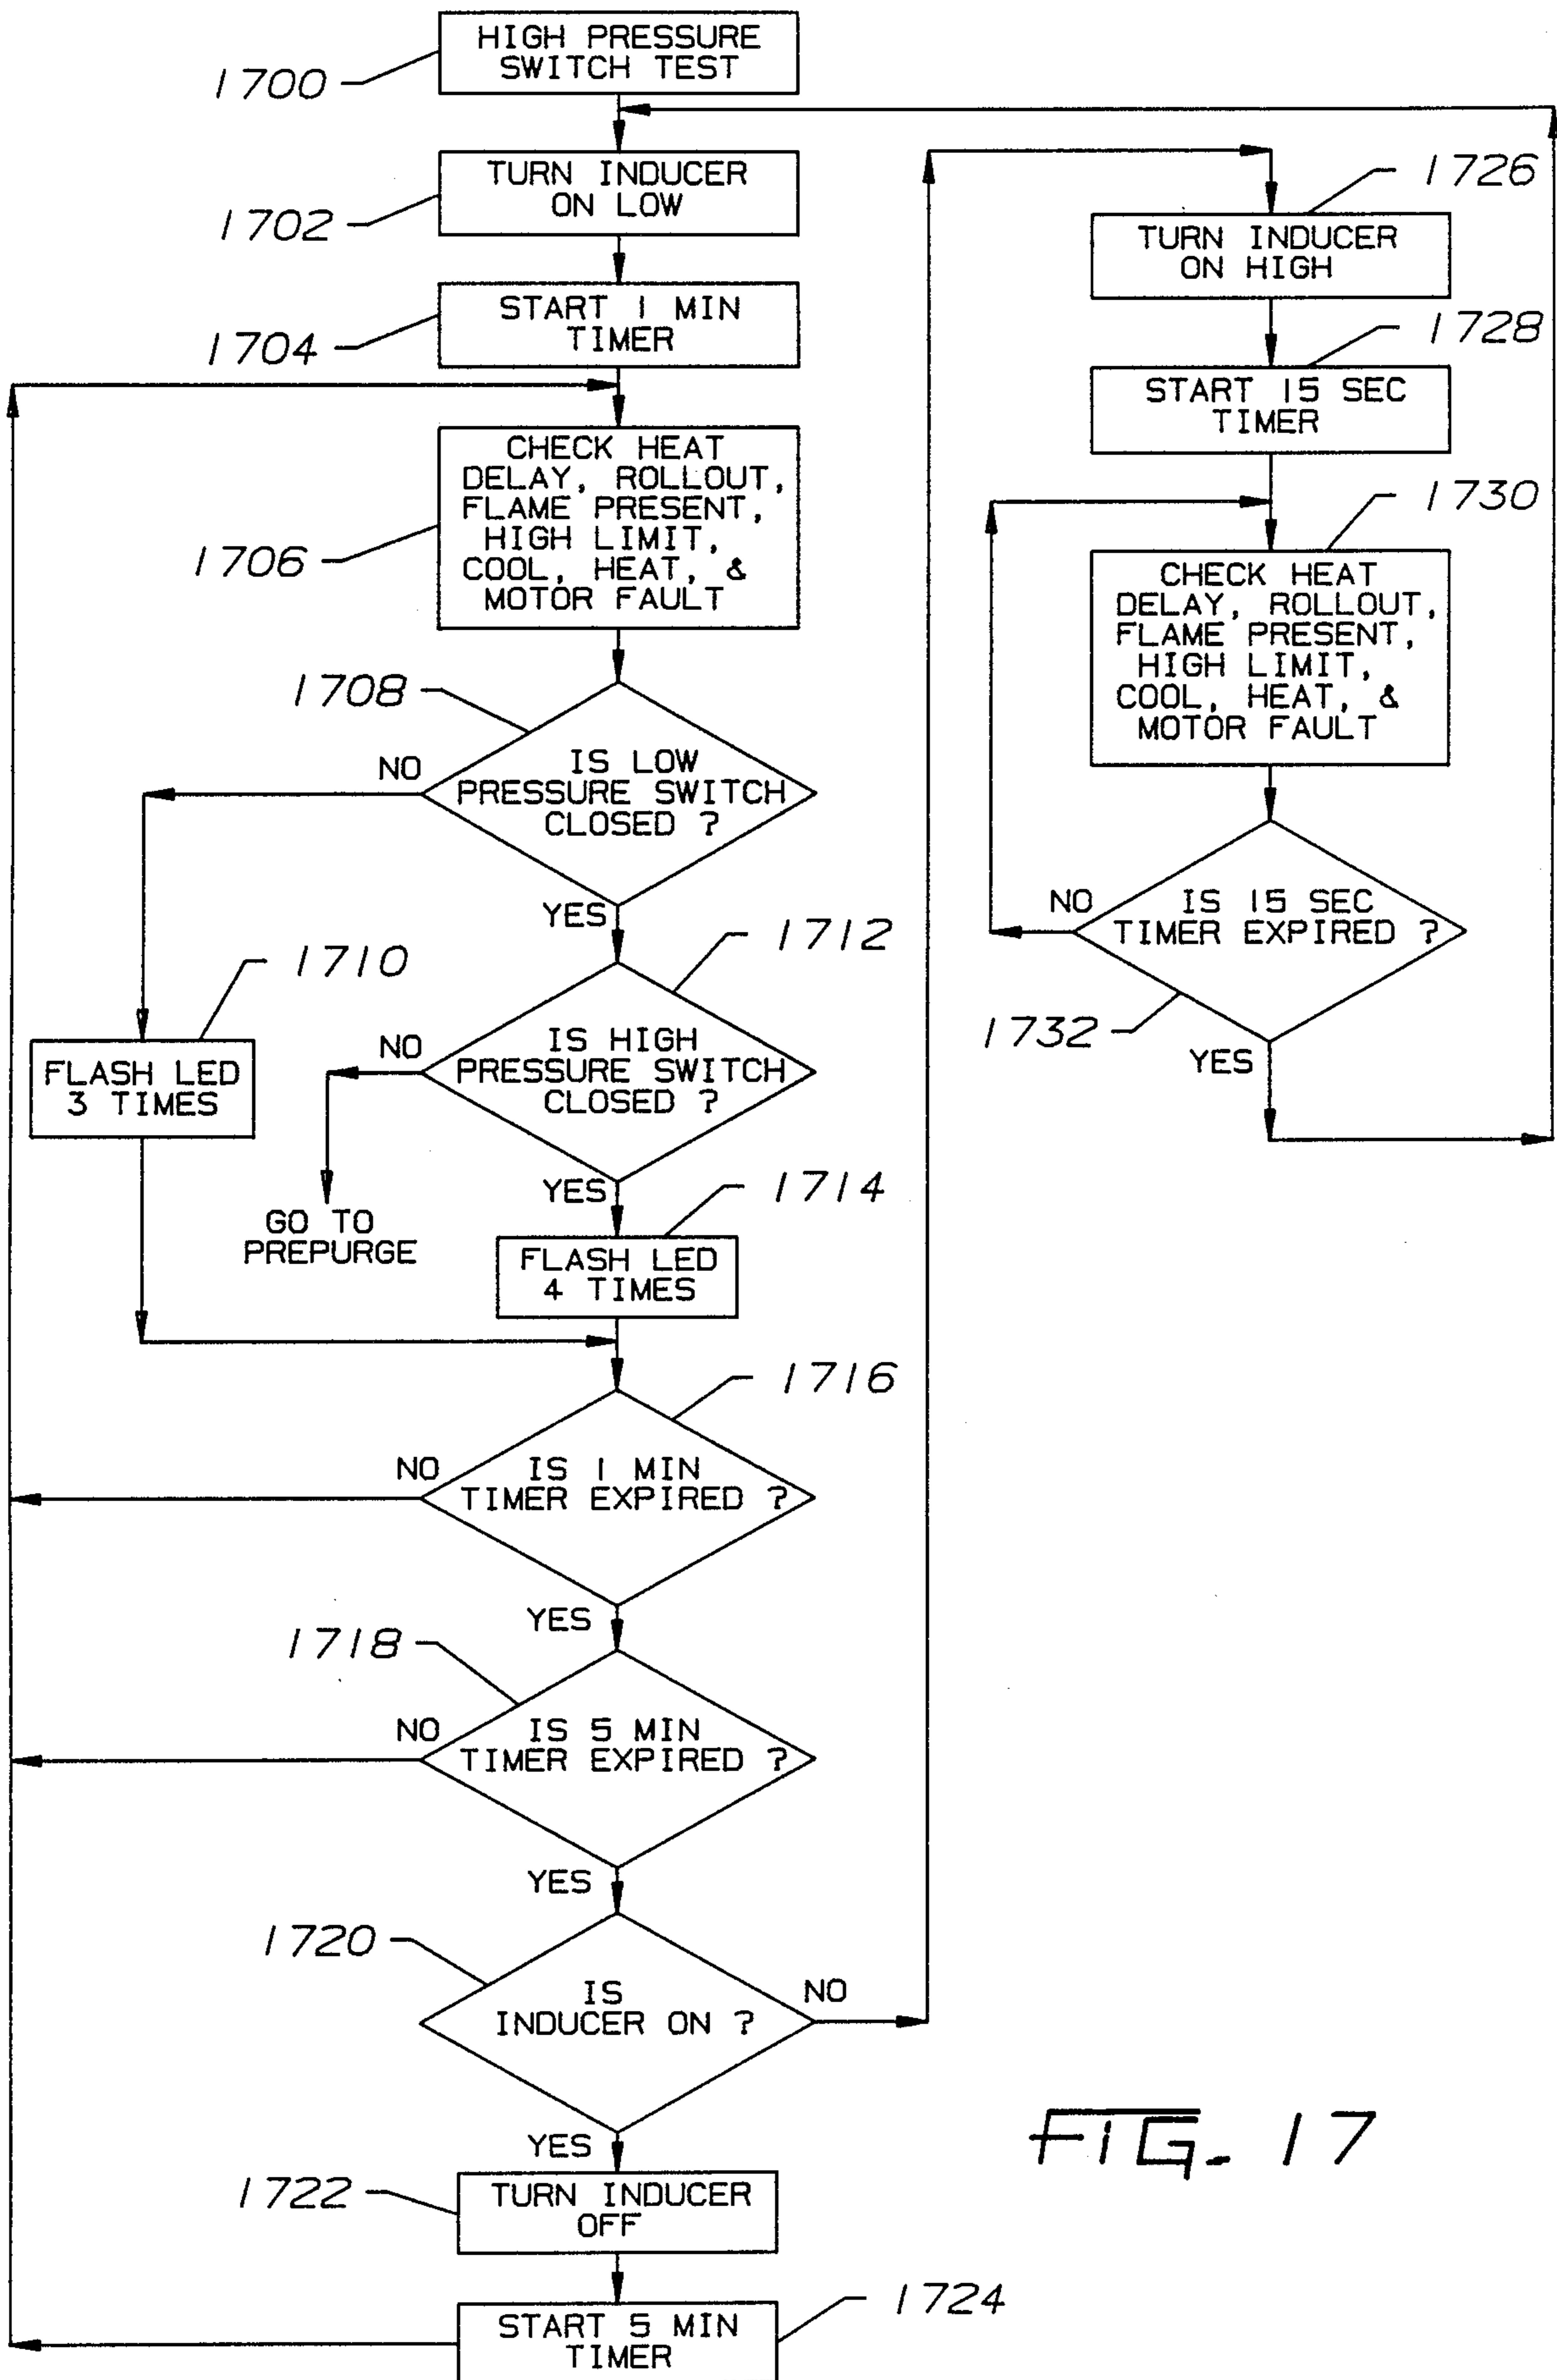 HIGH PRESSURE
SWITCH TEST
1700
TURN INDUCER
ON LOW
1702
START 1 MIN
TIMER
1704
CHECK HEAT
DELAY, ROLLOUT,
FLAME PRESENT,
HIGH LIMIT,
COOL, HEAT, &
MOTOR FAULT
1706
1708
IS LOW
PRESSURE SWITCH
CLOSED ?
NO
YES
1710
FLASH LED
3 TIMES
1712
IS HIGH
PRESSURE SWITCH
CLOSED ?
NO
GO TO
PREPURGE
YES
1714
FLASH LED
4 TIMES
1716
IS 1 MIN
TIMER EXPIRED ?
NO
YES
1718
IS 5 MIN
TIMER EXPIRED ?
NO
YES
1720
IS
INDUCER ON ?
NO
YES
1722
TURN INDUCER
OFF
1724
START 5 MIN
TIMER
1726
TURN INDUCER
ON HIGH
1728
START 15 SEC
TIMER
1730
CHECK HEAT
DELAY, ROLLOUT,
FLAME PRESENT,
HIGH LIMIT,
COOL, HEAT, &
MOTOR FAULT
NO
IS 15 SEC
TIMER EXPIRED ?
1732
YES
FIG. 17